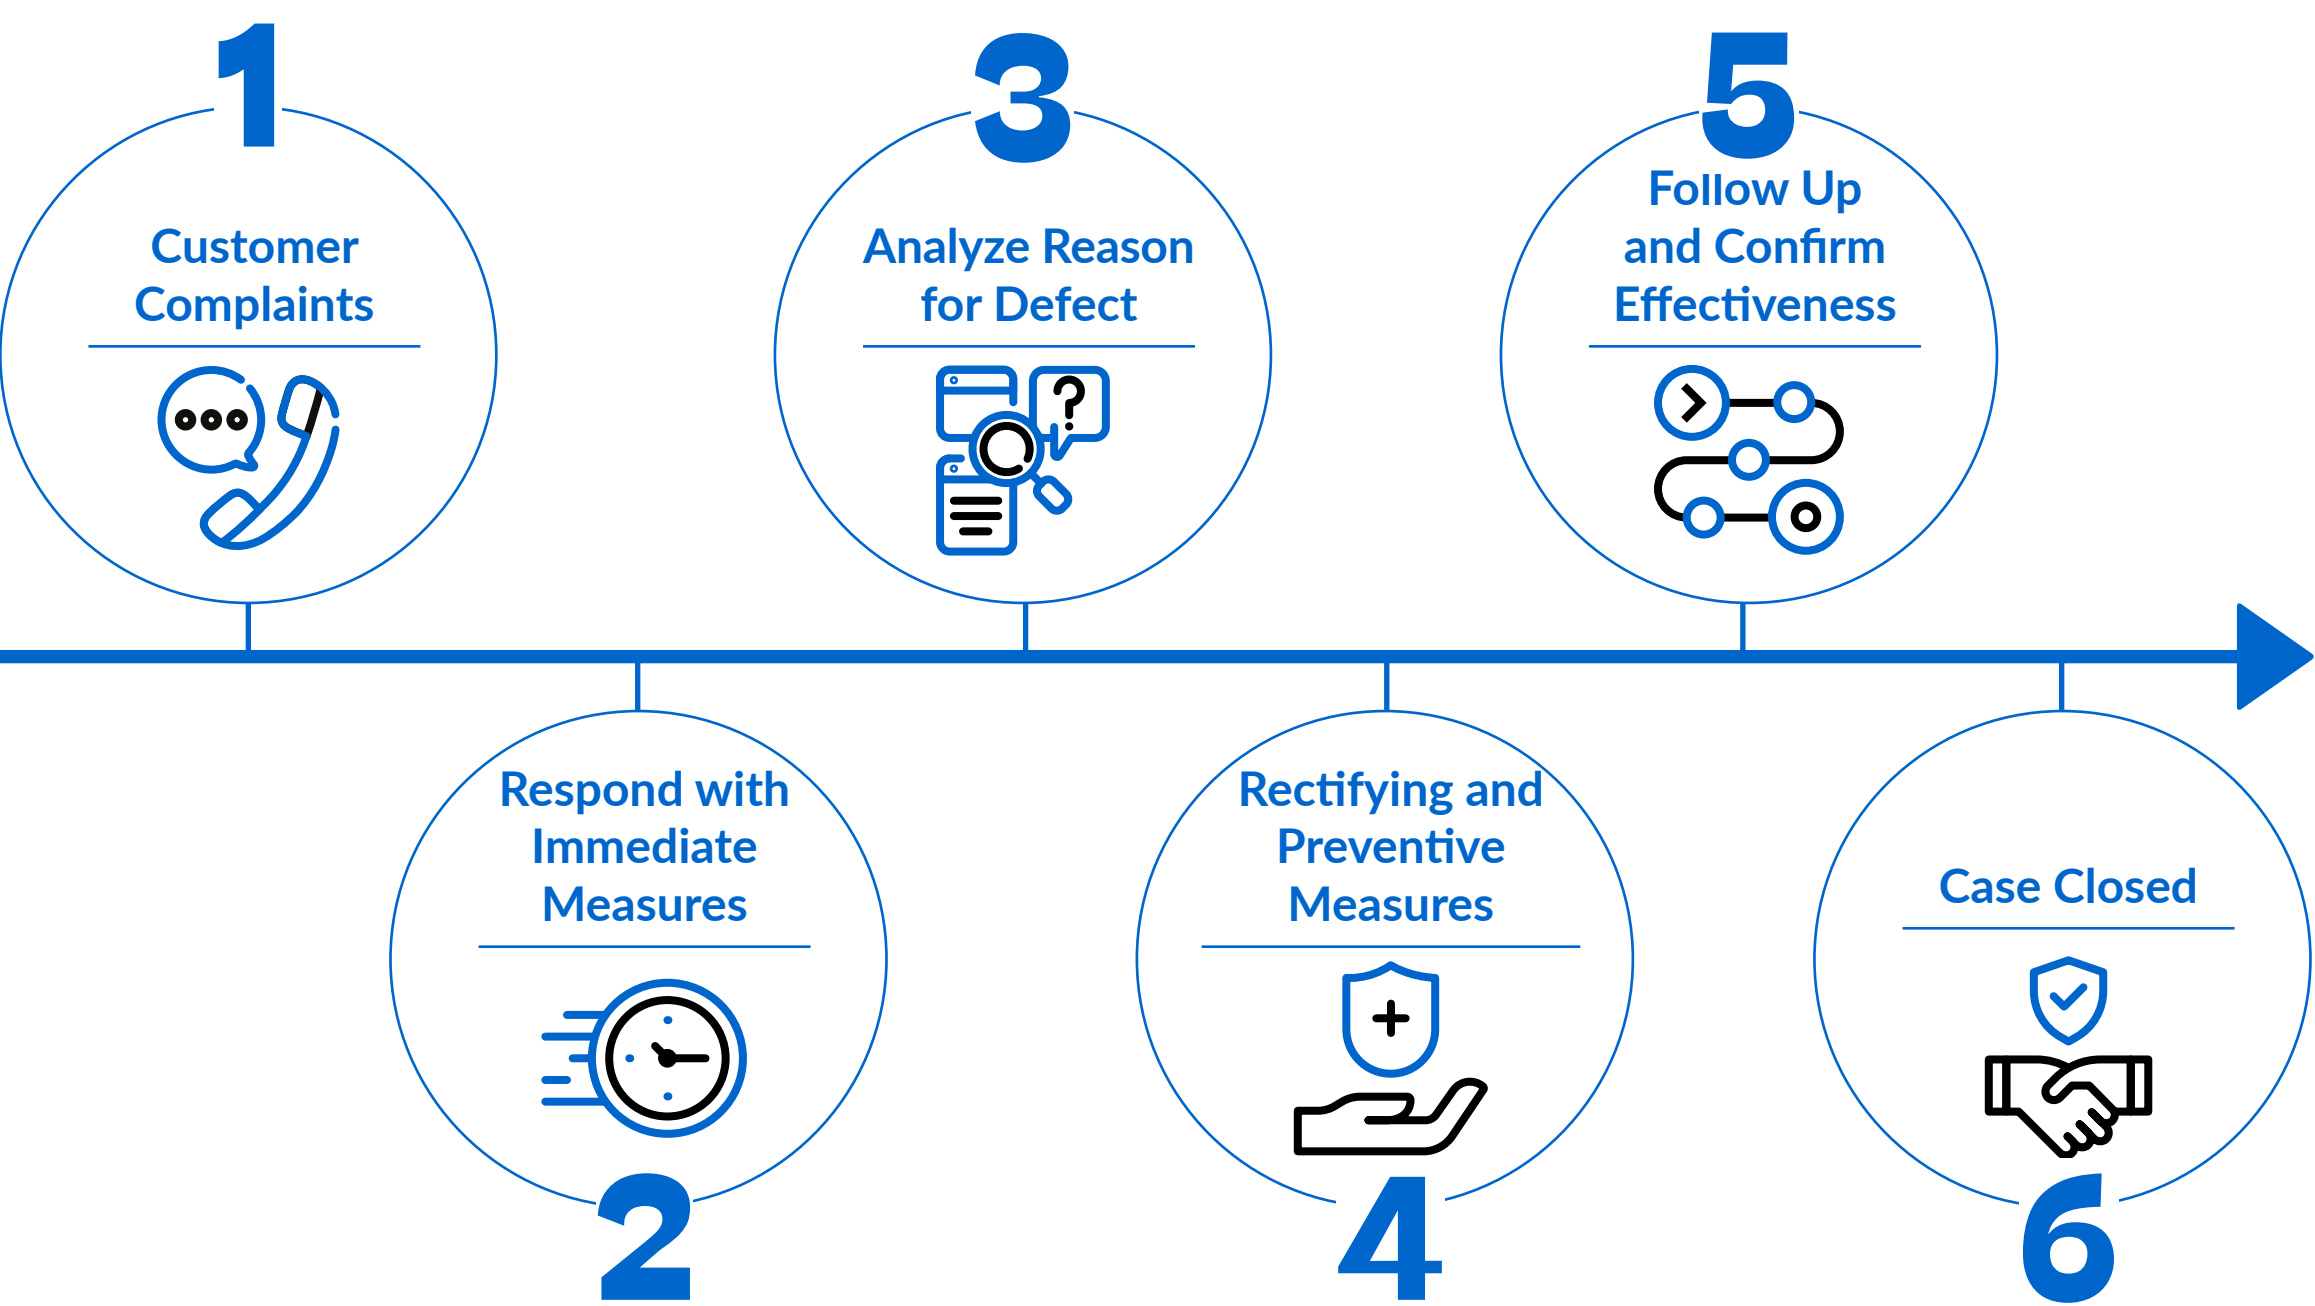 1
Customer
Complaints
2
Respond with
Immediate
Measures
3
Analyze Reason
for Defect
?
4
Rectifying and
Preventive
Measures
5
Follow Up
and Confirm
Effectiveness
6
Case Closed